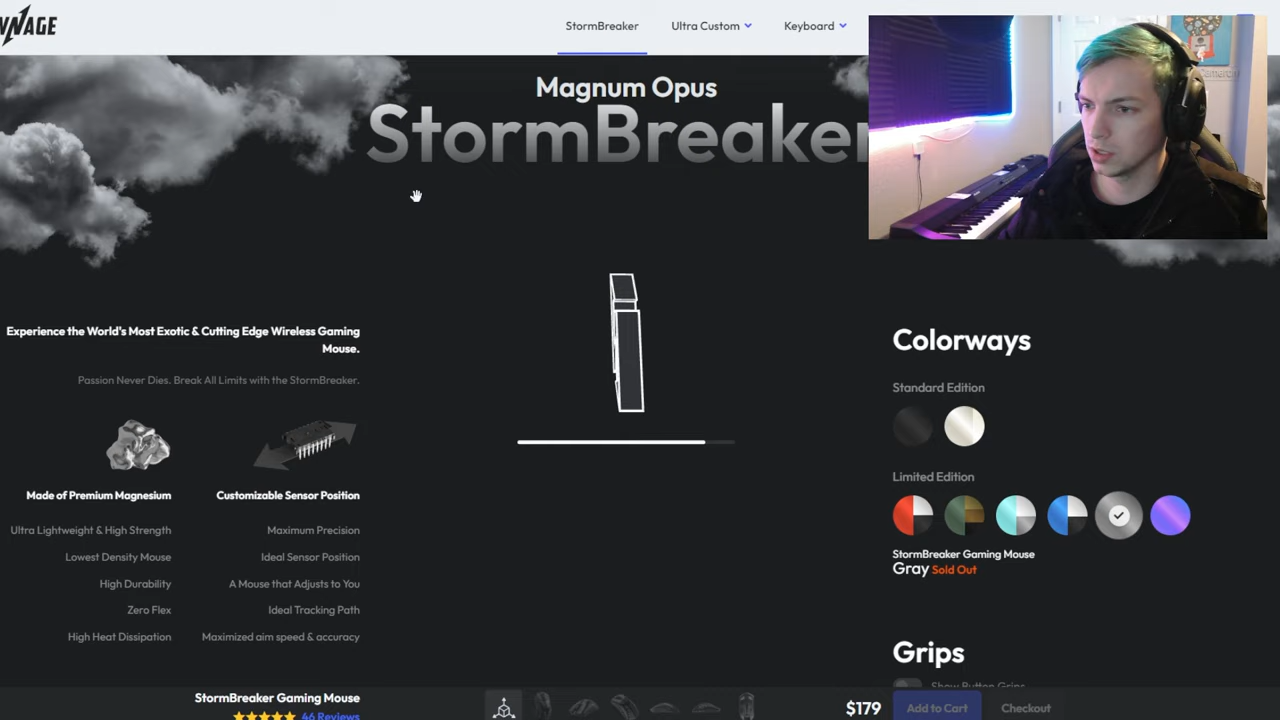 StormBreaker
Ultra Custom
Keyboard
Magnum Opus
StormBreaker
Experience the World's Most Exotic & Cutting Edge Wireless Gaming
Mouse.
Passion Never Dies. Break All Limits with the StormBreaker.
Made of Premium Magnesium
Ultra Lightweight & High Strength
Lowest Density Mouse
High Durability
Zero Flex
High Heat Dissipation
Customizable Sensor Position
Maximum Precision
Ideal Sensor Position
A Mouse that Adjusts to You
Ideal Tracking Path
Maximized aim speed & accuracy
Colorways
Standard Edition
Limited Edition
StormBreaker Gaming Mouse
Gray Sold Out
Grips
Show Button Grips
StormBreaker Gaming Mouse
46 Reviews
$179
Add to Cart
Checkout